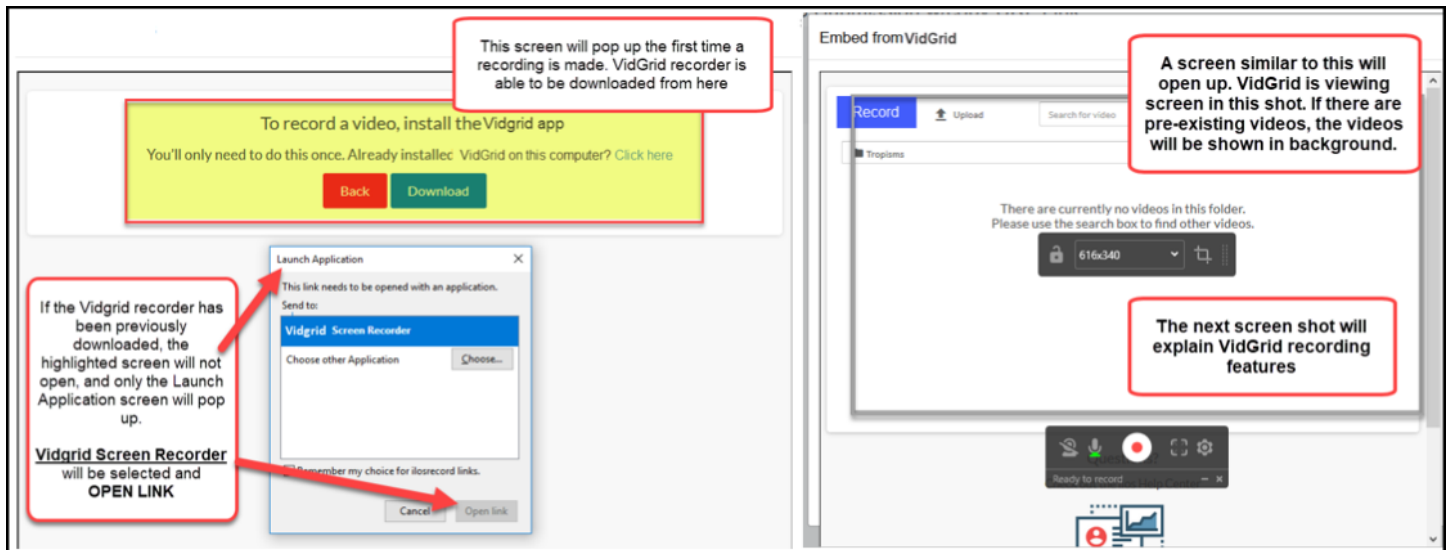 This screen will pop up the first time a
recording is made. VidGrid recorder is
able to be downloaded from here
To record a video, install the Vidgrid app
You'll only need to do this once. Already installed VidGrid on this computer? Click here
Back
Download
Launch Application
This link needs to be opened with an application.
Send to:
Vidgrid Screen Recorder
Choose other Application
Choose...
Remember my choice for ilosrecord links.
Cancel
Open link
If the Vidgrid recorder has
been previously
downloaded, the
highlighted screen will not
open, and only the Launch
Application screen will pop
up.
Vidgrid Screen Recorder
will be selected and
OPEN LINK
Embed from VidGrid
A screen similar to this will
open up. VidGrid is viewing
screen in this shot. If there are
pre-existing videos, the videos
will be shown in background.
Record
Upload
Search for video
Tropisms
There are currently no videos in this folder.
Please use the search box to find other videos.
616x340
The next screen shot will
explain VidGrid recording
features
Questions?
Ready to record
Help Center